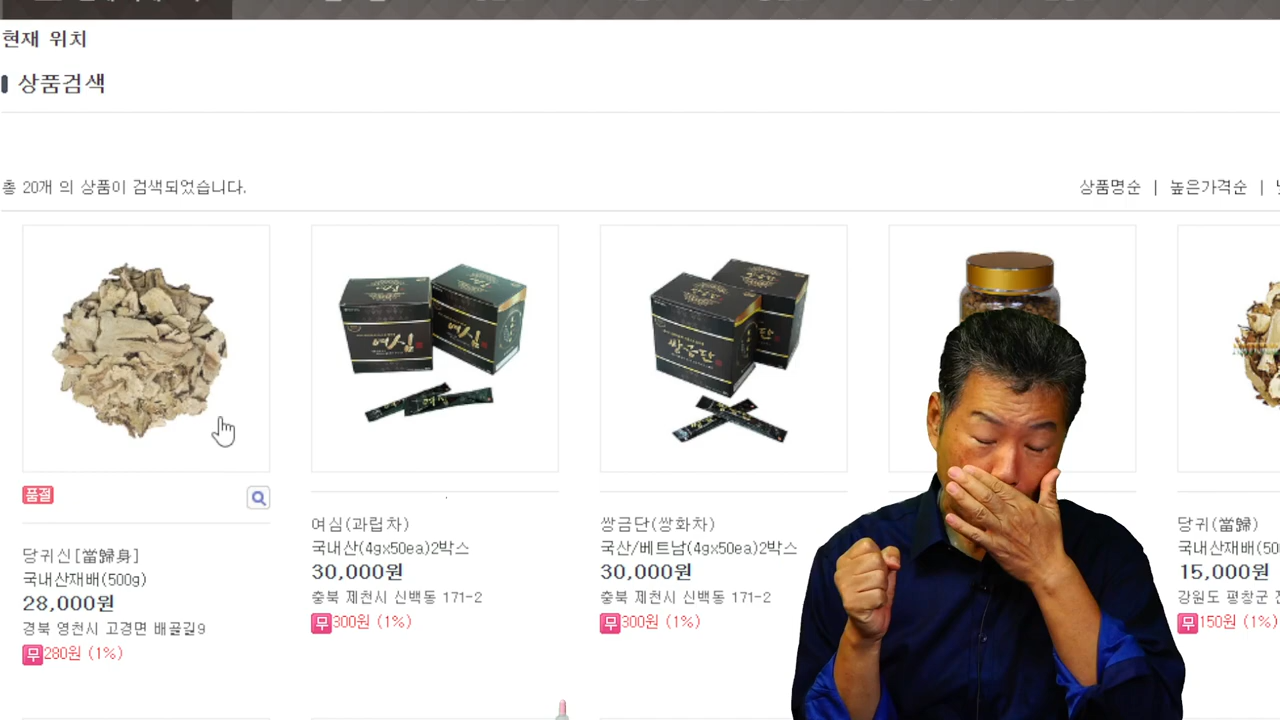 현재 위치
상품검색
총 20개 의 상품이 검색되었습니다.
상품명순 | 높은가격순 |
품절
당귀신[當歸身]
국내산재배(500g)
28,000원
경북 영천시 고경면 배골길9
무 280원 (1%)
여심(과립차)
국내산(4gx50ea)2박스
30,000원
충북 제천시 신백동 171-2
무 300원 (1%)
쌍금단(쌍화차)
국산/베트남(4gx50ea)2박스
30,000원
충북 제천시 신백동 171-2
무 300원 (1%)
당귀(當歸)
국내산재배(50
15,000원
강원도 평창군
무 150원 (1%)